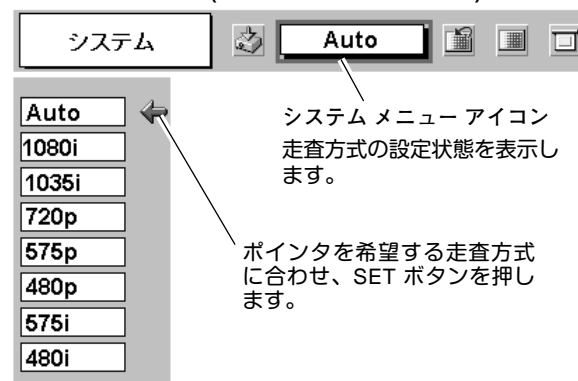 システム
Auto
システム メニュー アイコン
走査方式の設定状態を表示し
ます。
Auto
1080i
1035i
720p
575p
480p
575i
480i
ポインタを希望する走査方式
に合わせ、SET ボタンを押し
ます。